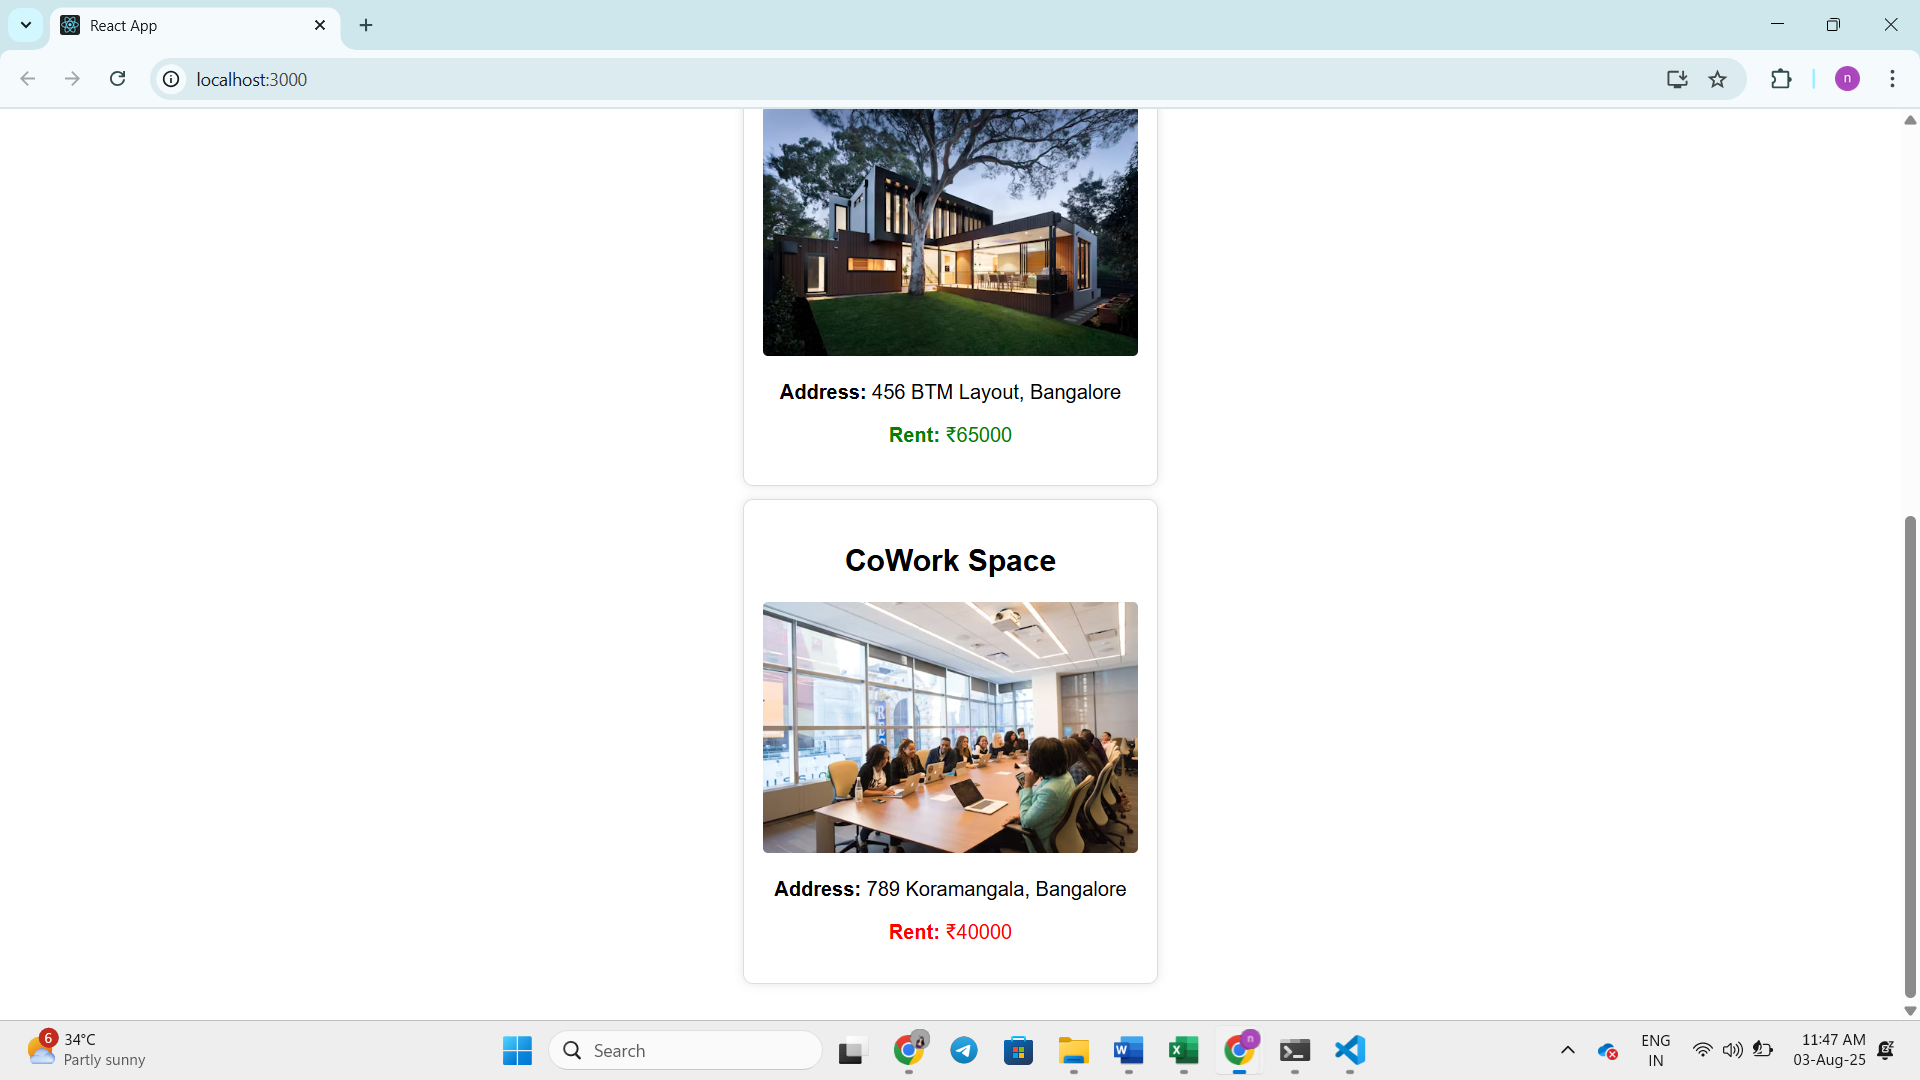 React App
localhost:3000
n
Address: 456 BTM Layout, Bangalore
Rent: ₹65000
CoWork Space
Address: 789 Koramangala, Bangalore
Rent: ₹40000
6
34°C
Partly sunny
Search
n
ENG
IN
11:47 AM
03-Aug-25